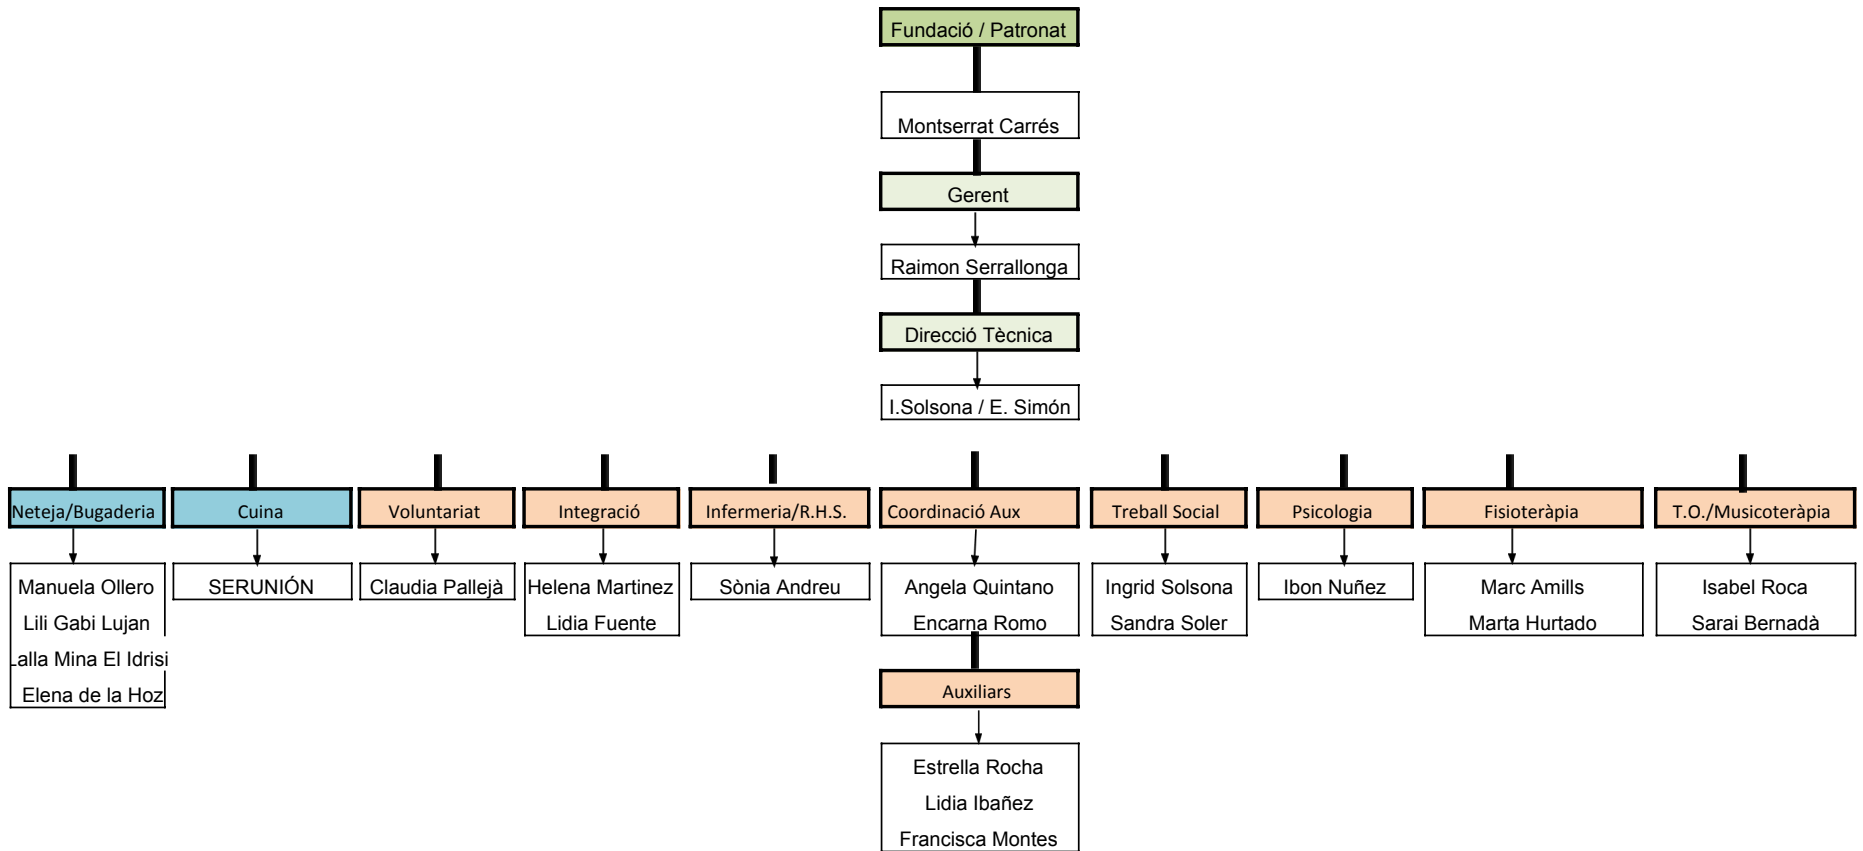 Fundació / Patronat
Montserrat Carrés
Gerent
Raimon Serrallonga
Direcció Tècnica
I.Solsona / E. Simón
Neteja/Bugaderia
Cuina
Voluntariat
Integració
Infermeria/R.H.S.
Coordinació Aux
Treball Social
Psicologia
Fisioteràpia
T.O./Musicoteràpia
Manuela Ollero
Lili Gabi Lujan
Lalla Mina El Idrisi
Elena de la Hoz
SERUNIÓN
Claudia Pallejà
Helena Martinez
Lidia Fuente
Sònia Andreu
Angela Quintano
Encarna Romo
Ingrid Solsona
Sandra Soler
Ibon Nuñez
Marc Amills
Marta Hurtado
Isabel Roca
Sarai Bernadà
Auxiliars
Estrella Rocha
Lidia Ibañez
Francisca Montes